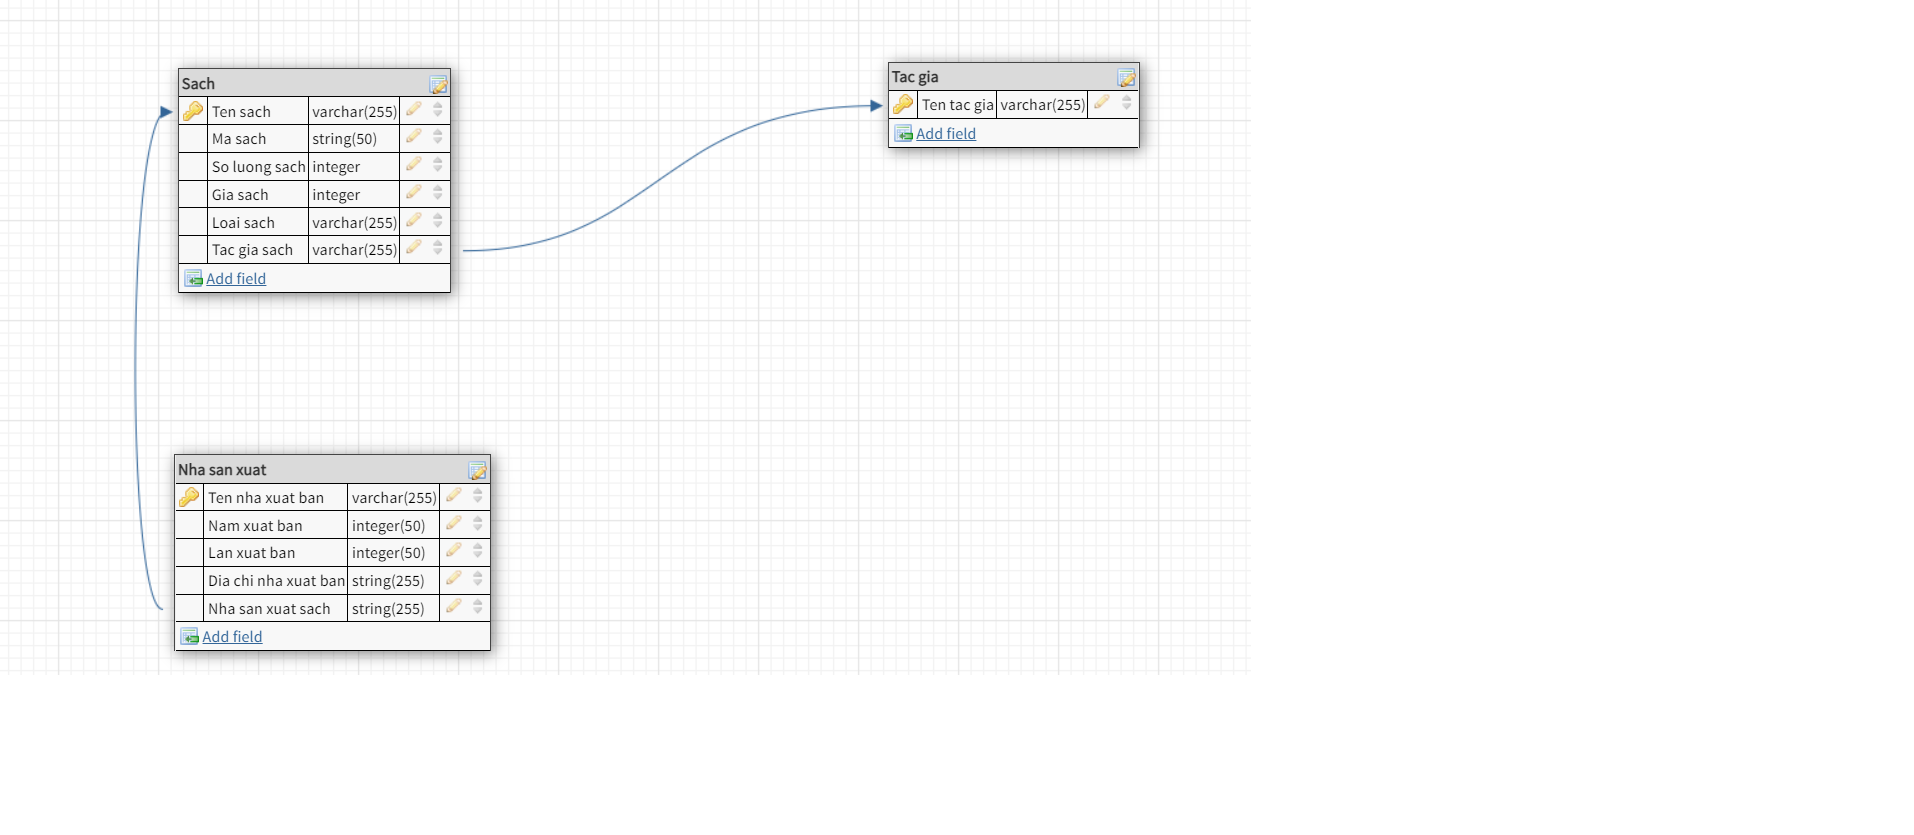 Sach
Ten sach varchar(255)
Ma sach string(50)
So luong sach integer
Gia sach integer
Loai sach varchar(255)
Tac gia sach varchar(255)
Add field
Tac gia
Ten tac gia varchar(255)
Add field
Nha san xuat
Ten nha xuat ban varchar(255)
Nam xuat ban integer(50)
Lan xuat ban integer(50)
Dia chi nha xuat ban string(255)
Nha san xuat sach string(255)
Add field